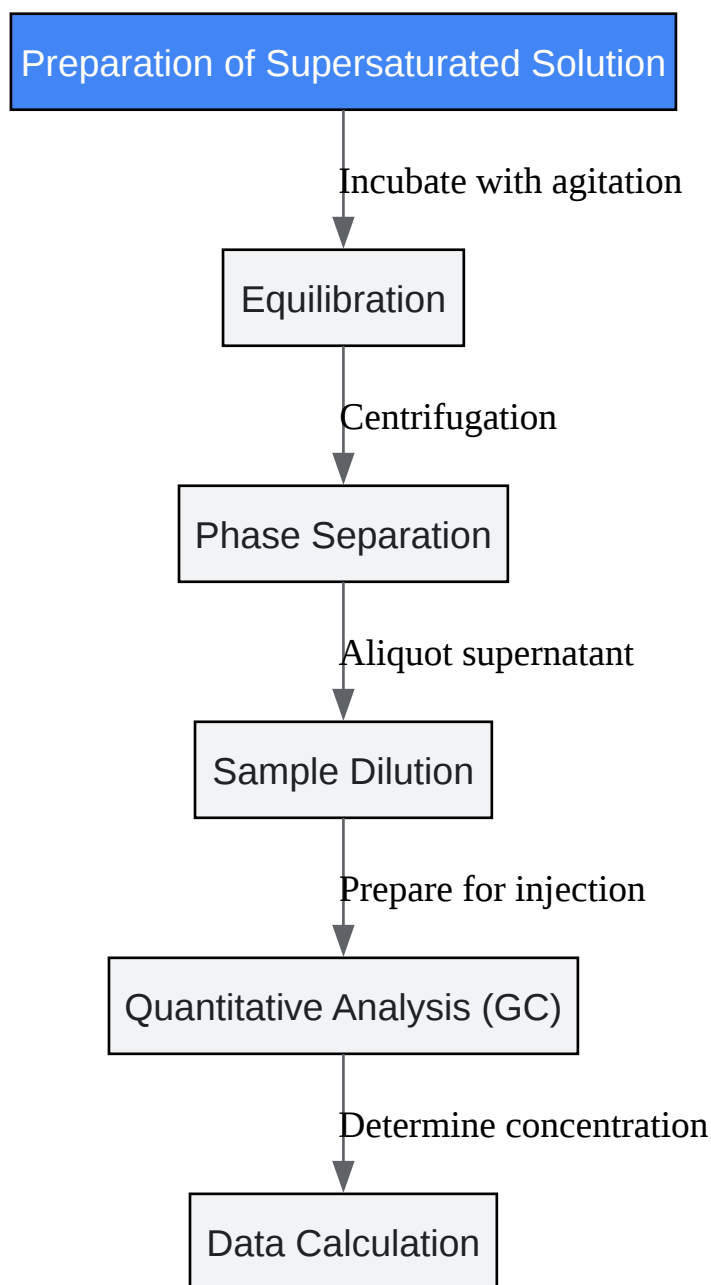 Preparation of Supersaturated Solution
Incubate with agitation
Equilibration
Centrifugation
Phase Separation
Aliquot supernatant
Sample Dilution
Prepare for injection
Quantitative Analysis (GC)
Determine concentration
Data Calculation